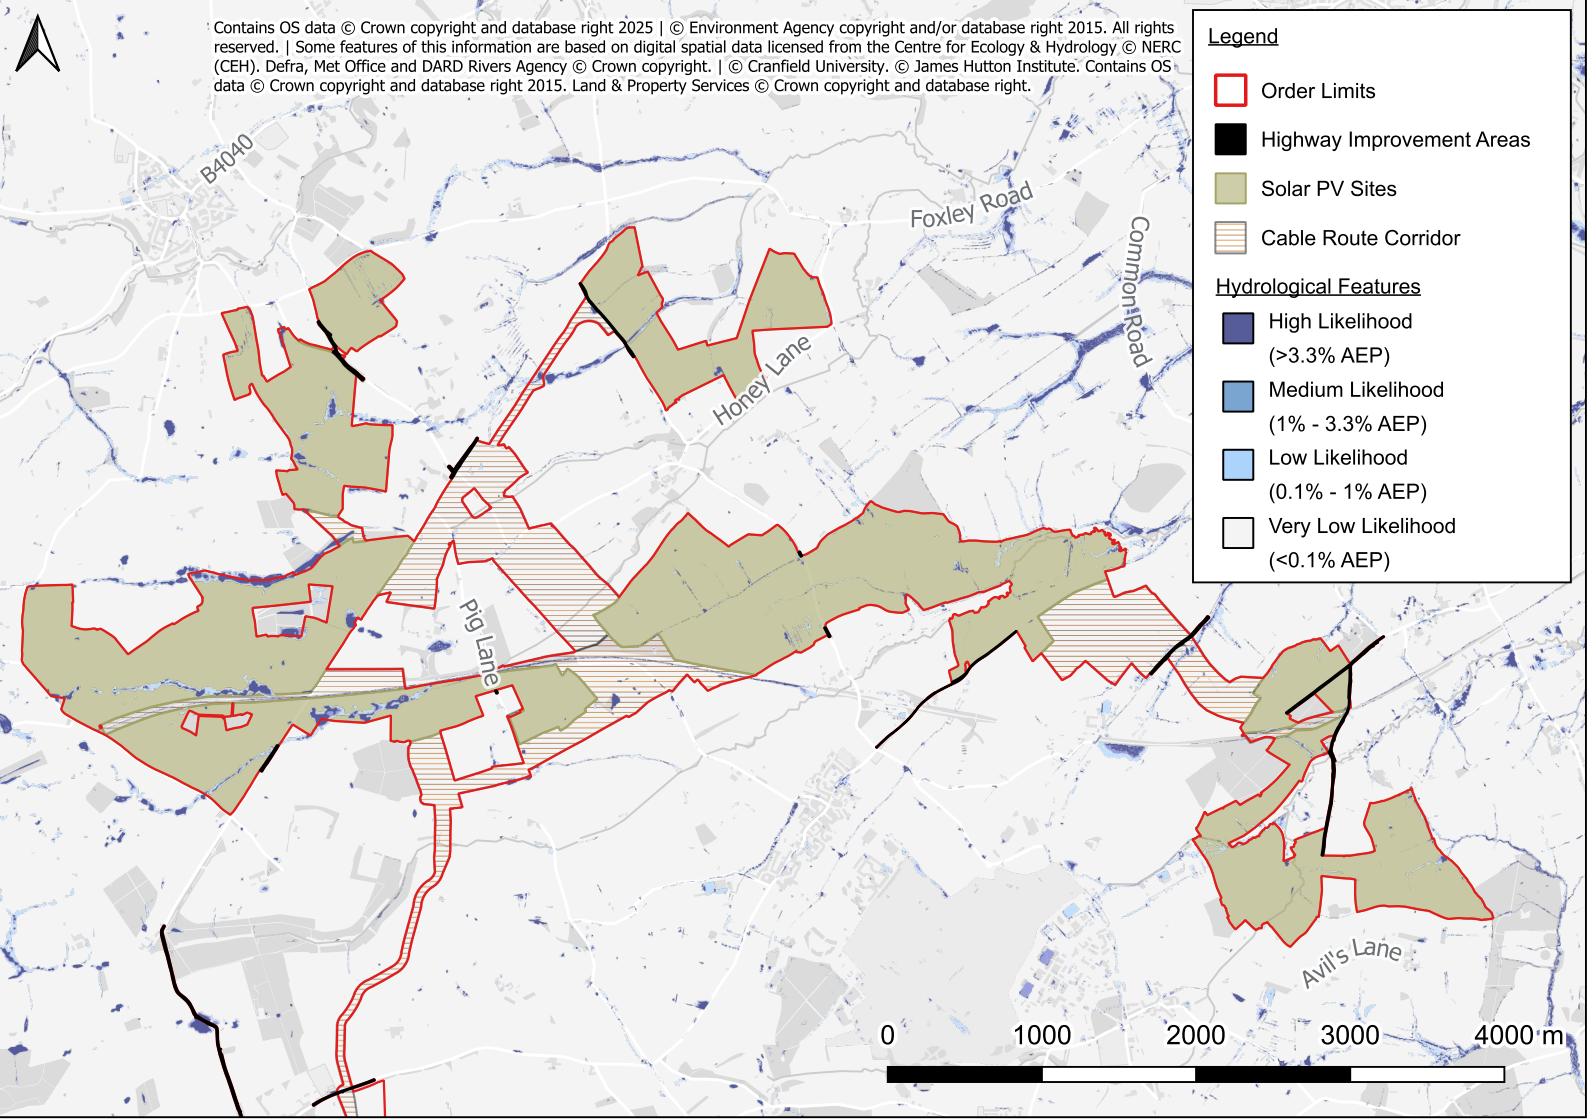 Contains OS data © Crown copyright and database right 2025 | © Environment Agency copyright and/or database right 2015. All rights
reserved. | Some features of this information are based on digital spatial data licensed from the Centre for Ecology & Hydrology © NERC
(CEH). Defra, Met Office and DARD Rivers Agency © Crown copyright. | © Cranfield University. © James Hutton Institute. Contains OS
data © Crown copyright and database right 2015. Land & Property Services © Crown copyright and database right.
Legend
Order Limits
Highway Improvement Areas
Solar PV Sites
Cable Route Corridor
Hydrological Features
High Likelihood
(>3.3% AEP)
Medium Likelihood
(1% - 3.3% AEP)
Low Likelihood
(0.1% - 1% AEP)
Very Low Likelihood
(<0.1% AEP)
B4040
Foxley Road
Common Road
Honey Lane
Pig Lane
Avil's Lane
0 1000 2000 3000 4000 m